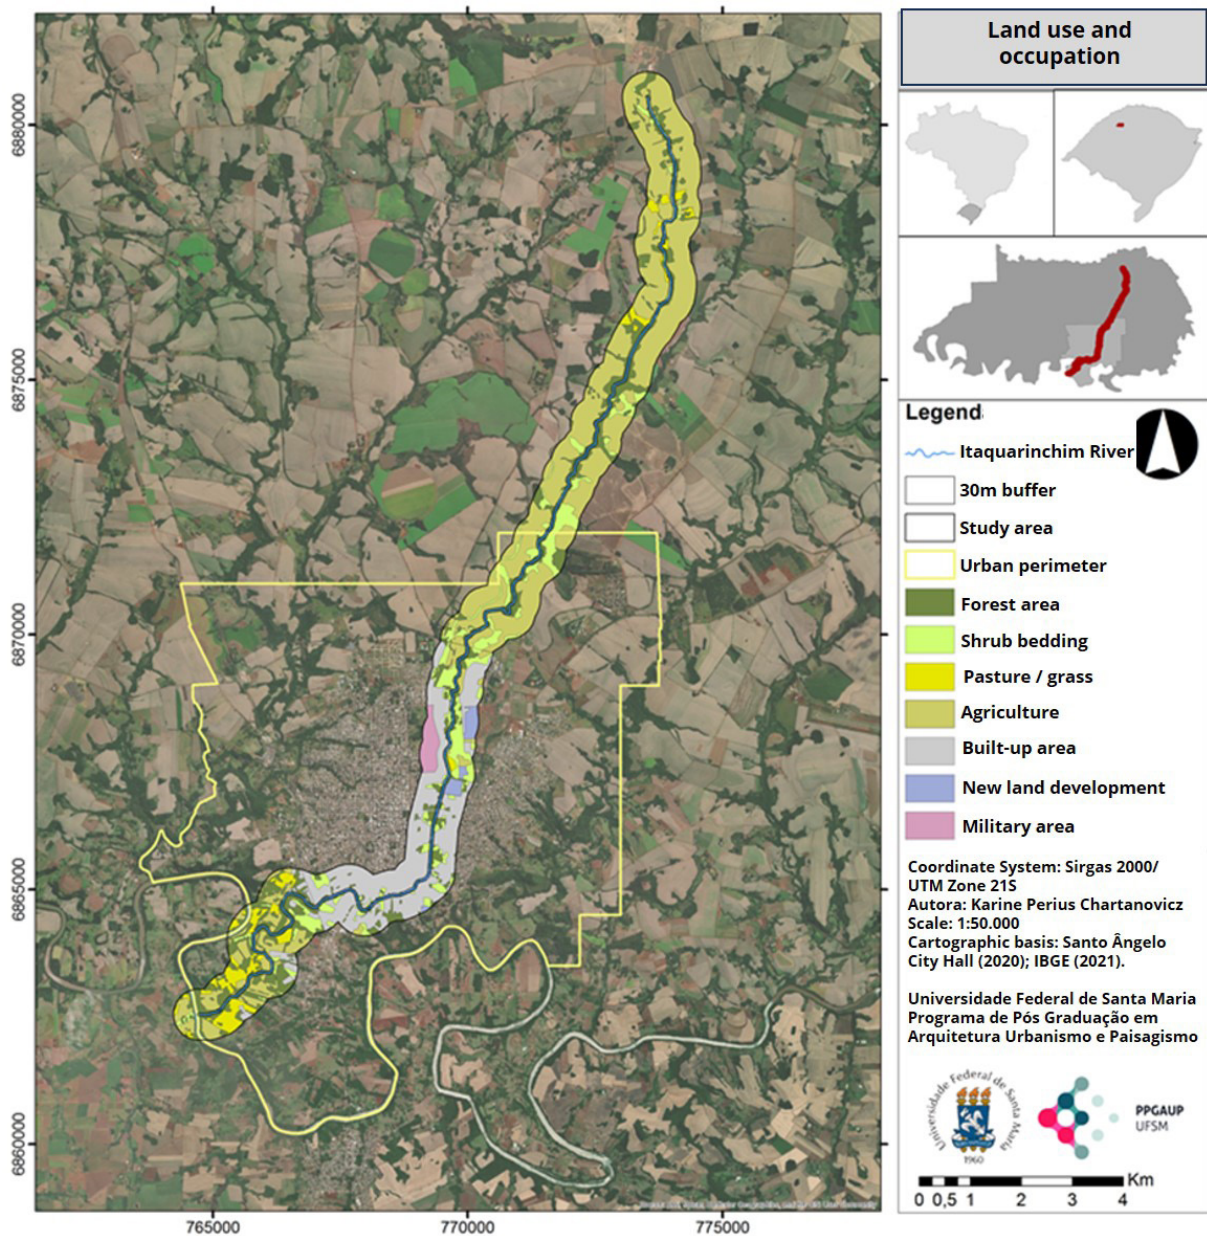 Land use and
occupation
6880000
6875000
6870000
6865000
6860000
765000
770000
775000
Legend
Itaquarinchim River
30m buffer
Study area
Urban perimeter
Forest area
Shrub bedding
Pasture / grass
Agriculture
Built-up area
New land development
Military area
Coordinate System: Sirgas 2000/
UTM Zone 21S
Autora: Karine Perius Chartanovicz
Scale: 1:50.000
Cartographic basis: Santo Ângelo
City Hall (2020); IBGE (2021).
Universidade Federal de Santa Maria
Programa de Pós Graduação em
Arquitetura Urbanismo e Paisagismo
Universidade Federal de Santa Maria
1960
PPGAUP
UFSM
Km
0 0,5 1 2 3 4